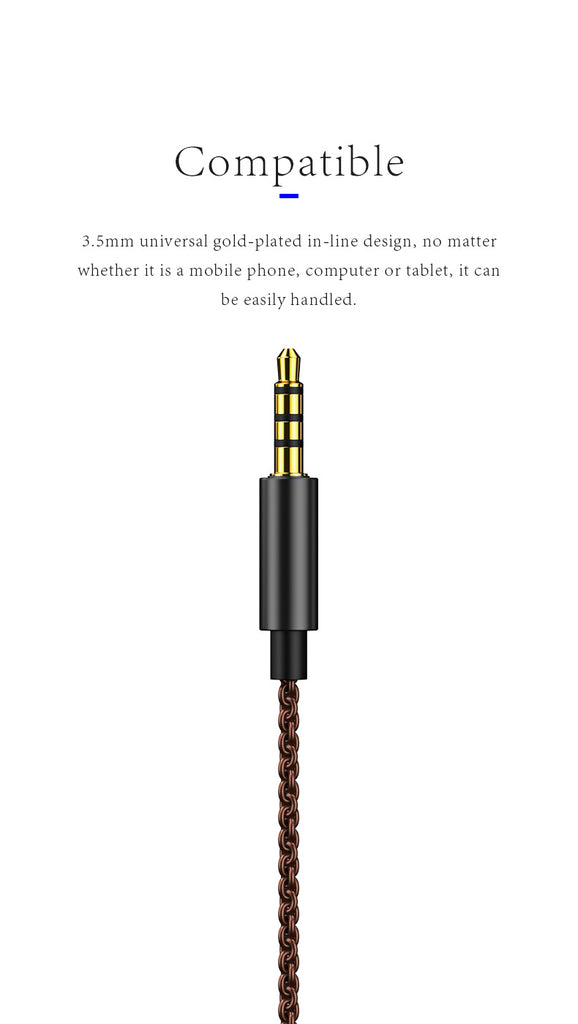 Compatible
3.5mm universal gold-plated in-line design, no matter
whether it is a mobile phone, computer or tablet, it can
be easily handled.